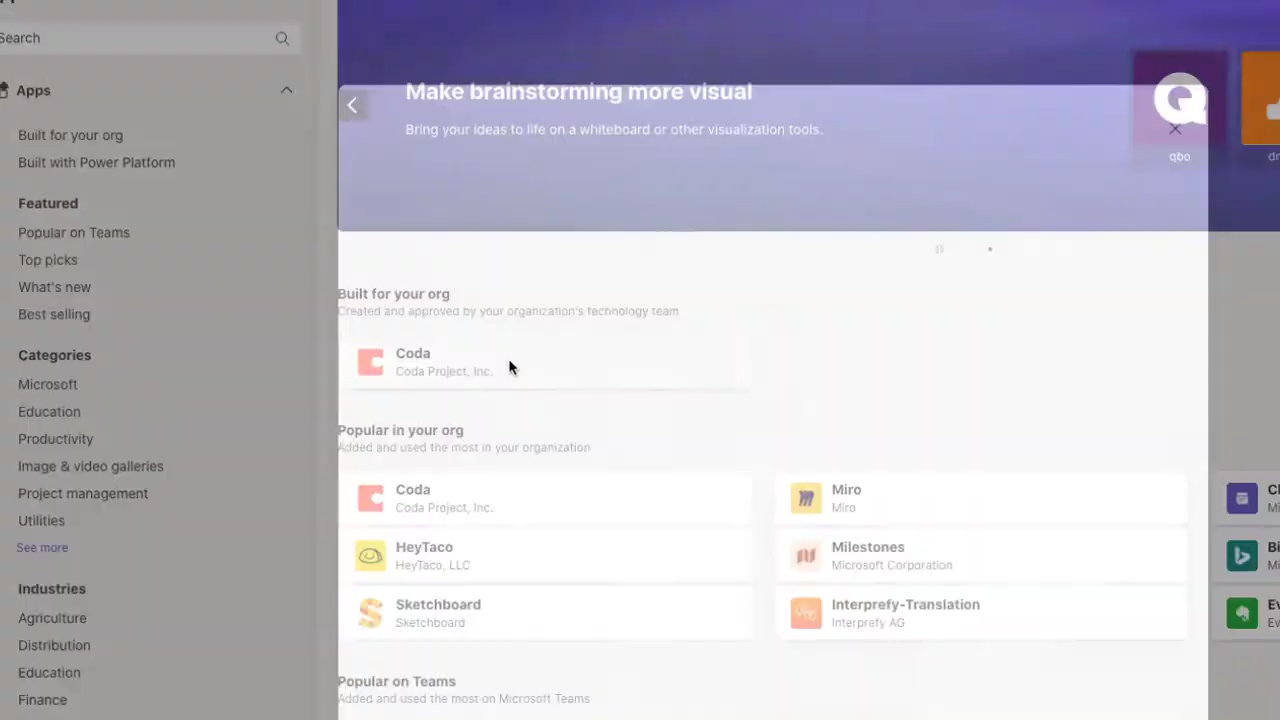 Search
Apps
Built for your org
Built with Power Platform
Featured
Popular on Teams
Top picks
What's new
Best selling
Categories
Microsoft
Education
Productivity
Image & video galleries
Project management
Utilities
See more
Industries
Agriculture
Distribution
Education
Finance
Make brainstorming more visual
Bring your ideas to life on a whiteboard or other visualization tools.
qbo
Built for your org
Created and approved by your organization's technology team
Coda
Coda Project, Inc.
Popular in your org
Added and used the most in your organization
Coda
Coda Project, Inc.
Miro
Miro
HeyTaco
HeyTaco, LLC
Milestones
Microsoft Corporation
Sketchboard
Sketchboard
Interprefy-Translation
Interprefy AG
Popular on Teams
Added and used the most on Microsoft Teams